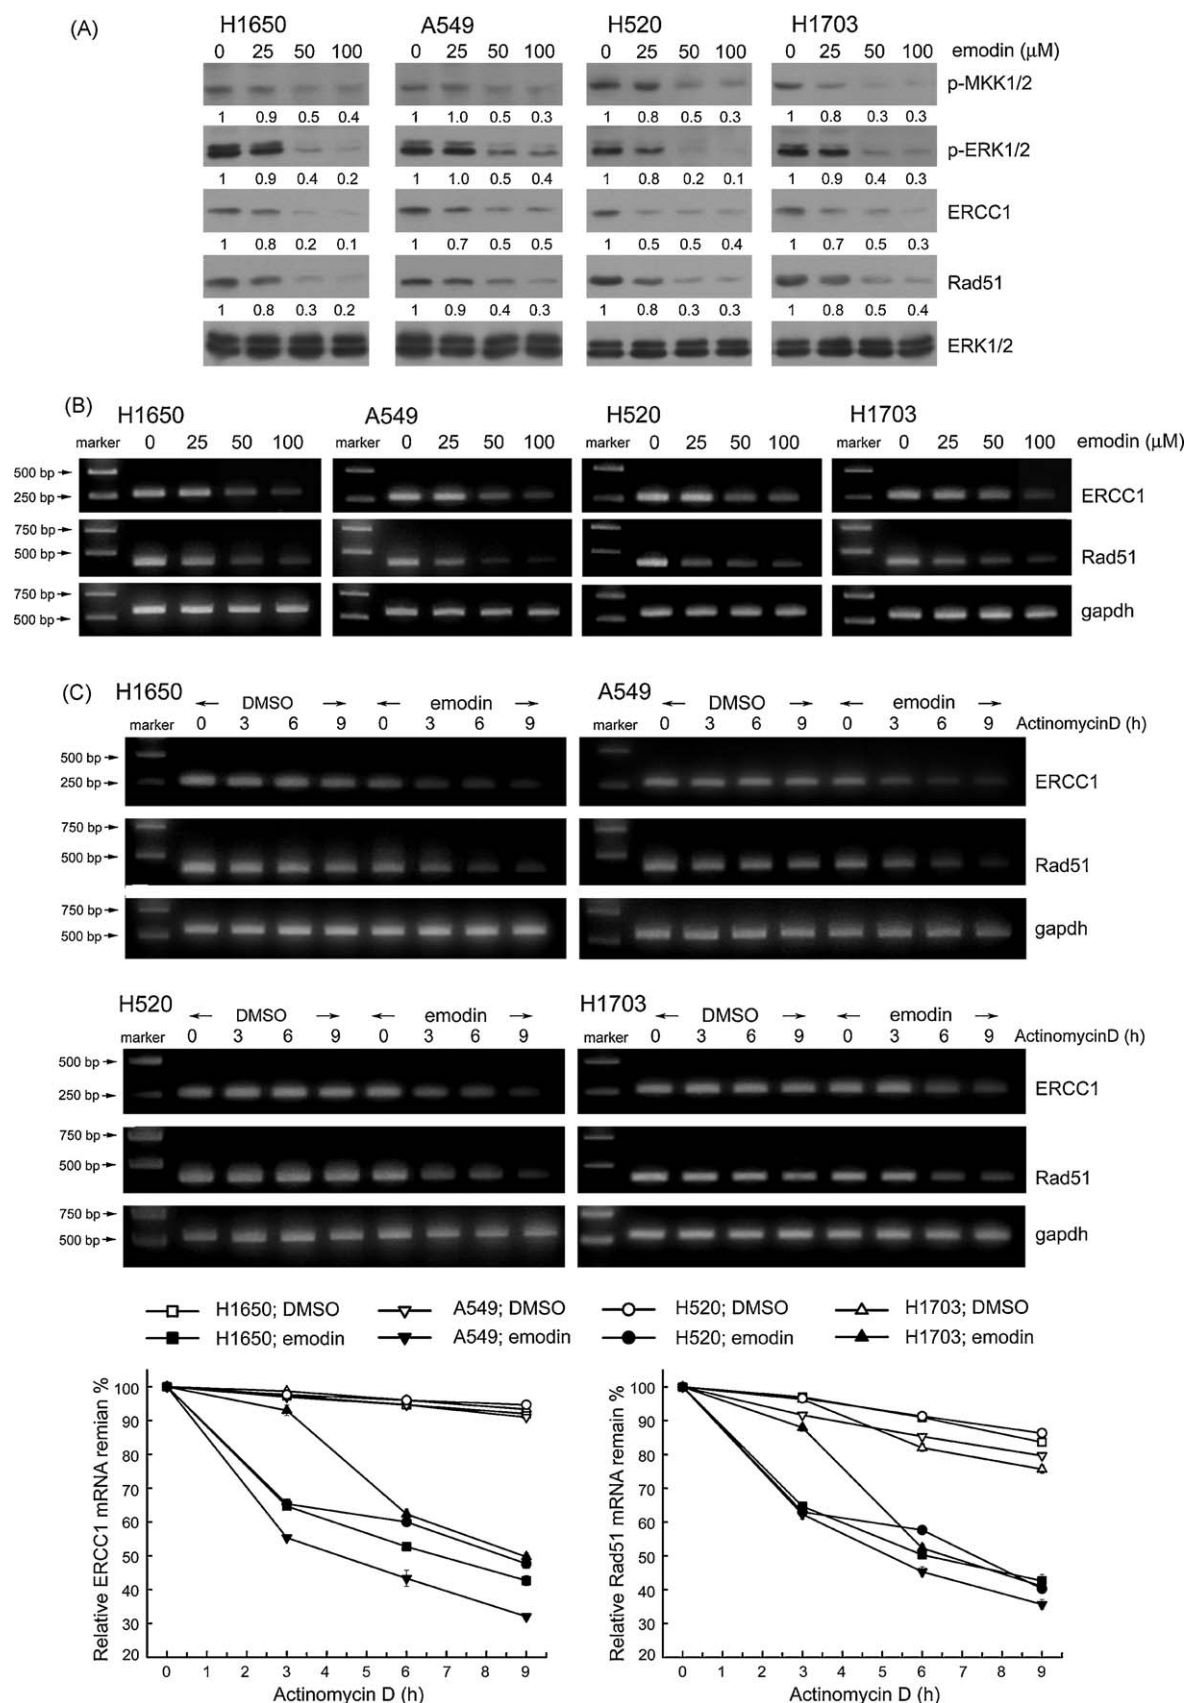 (A)
H1650 A549 H520 H1703
0 25 50 100 0 25 50 100 0 25 50 100 0 25 50 100 emodin (μM)
p-MKK1/2
1 0.9 0.5 0.4 1 1.0 0.5 0.3 1 0.8 0.5 0.3 1 0.8 0.3 0.3
p-ERK1/2
1 0.9 0.4 0.2 1 1.0 0.5 0.4 1 0.8 0.2 0.1 1 0.9 0.4 0.3
ERCC1
1 0.8 0.2 0.1 1 0.7 0.5 0.5 1 0.5 0.5 0.4 1 0.7 0.5 0.3
Rad51
1 0.8 0.3 0.2 1 0.9 0.4 0.3 1 0.8 0.3 0.3 1 0.8 0.5 0.4
ERK1/2
(B)
H1650 A549 H520 H1703
marker 0 25 50 100 marker 0 25 50 100 marker 0 25 50 100 marker 0 25 50 100 emodin (μM)
500 bp
250 bp ERCC1
750 bp
500 bp Rad51
750 bp
500 bp gapdh
(C)
H1650 DMSO emodin A549 DMSO emodin
marker 0 3 6 9 0 3 6 9 marker 0 3 6 9 0 3 6 9 ActinomycinD (h)
500 bp
250 bp ERCC1
750 bp
500 bp Rad51
750 bp
500 bp gapdh
H520 DMSO emodin H1703 DMSO emodin
marker 0 3 6 9 0 3 6 9 marker 0 3 6 9 0 3 6 9 ActinomycinD (h)
500 bp
250 bp ERCC1
750 bp
500 bp Rad51
750 bp
500 bp gapdh
H1650; DMSO A549; DMSO H520; DMSO H1703; DMSO
H1650; emodin A549; emodin H520; emodin H1703; emodin
Relative ERCC1 mRNA remian %
100
90
80
70
60
50
40
30
20
0 1 2 3 4 5 6 7 8 9
Actinomycin D (h)
Relative Rad51 mRNA remain %
100
90
80
70
60
50
40
30
20
0 1 2 3 4 5 6 7 8 9
Actinomycin D (h)